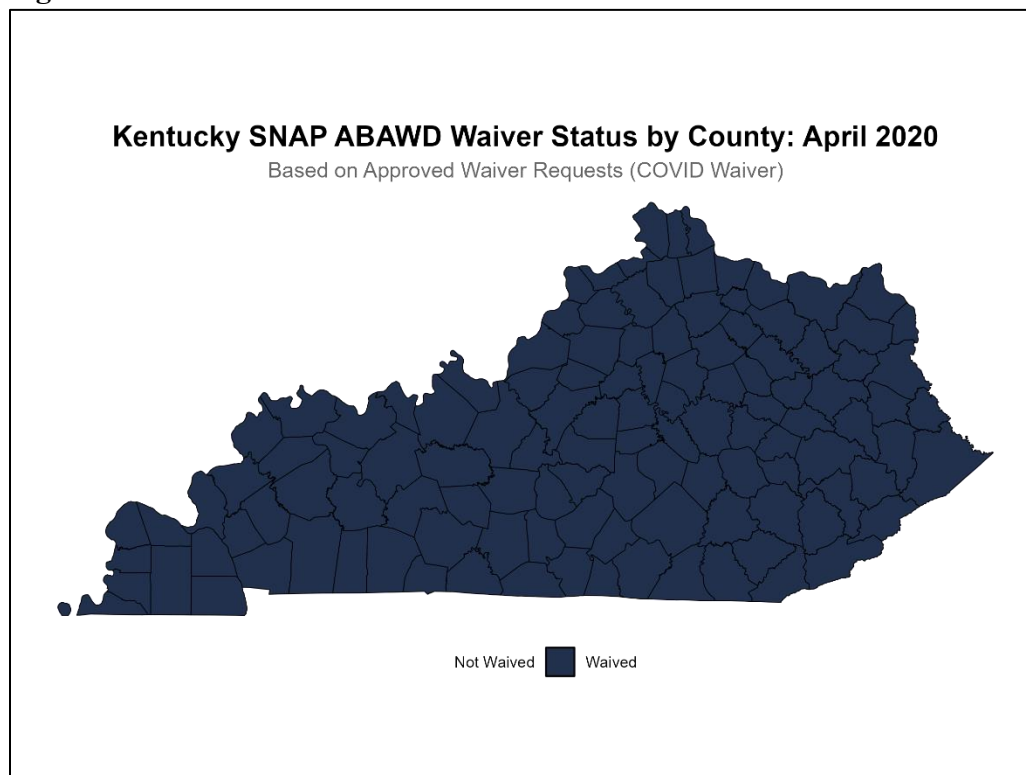 Kentucky SNAP ABAWD Waiver Status by County: April 2020
Based on Approved Waiver Requests (COVID Waiver)
Not Waived Waived